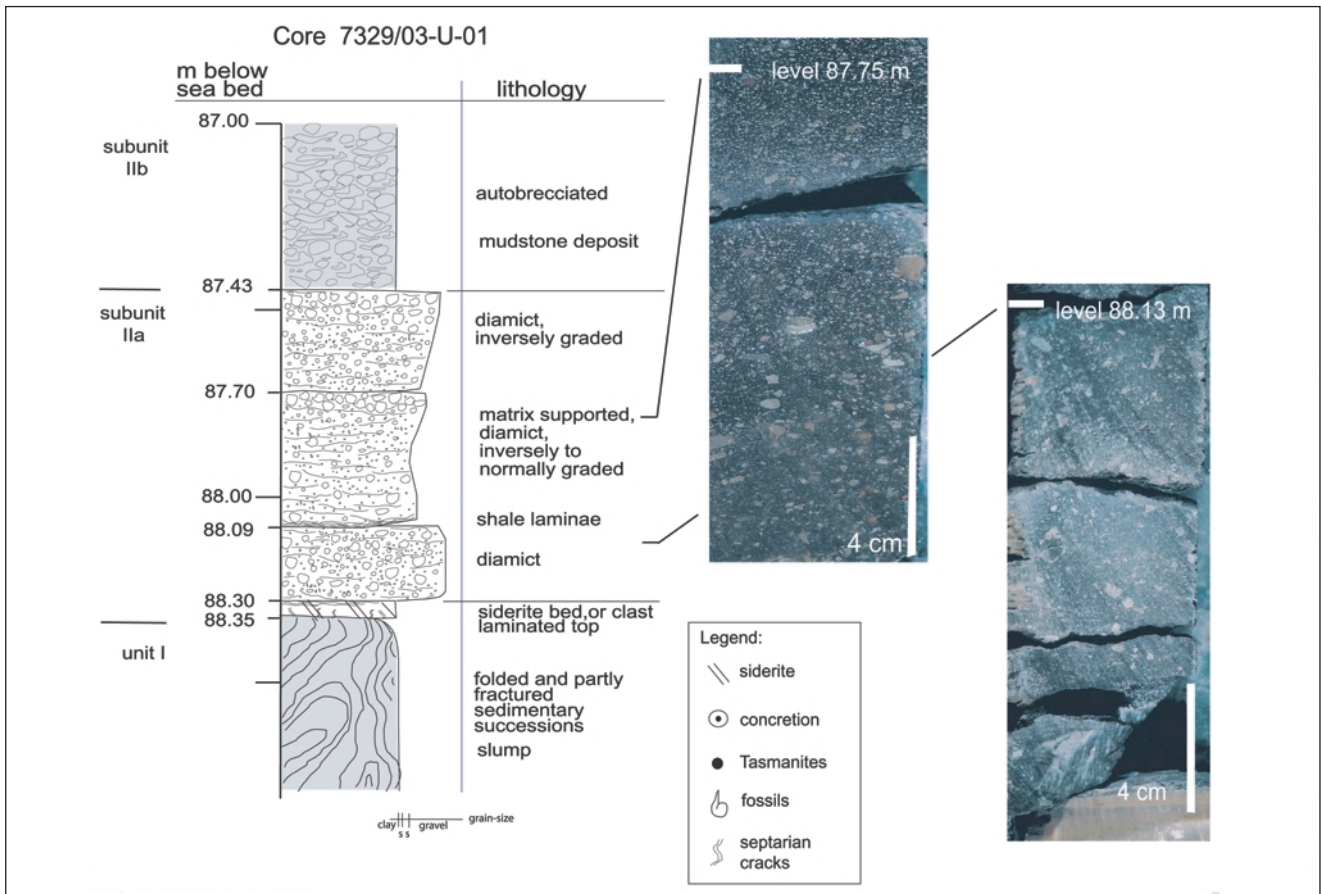 Core 7329/03-U-01
m below
sea bed
lithology
87.00
subunit
IIb
autobrecciated
mudstone deposit
87.43
subunit
IIa
diamict,
inversely graded
87.70
matrix supported,
diamict,
inversely to
normally graded
88.00
shale laminae
88.09
diamict
88.30
siderite bed,or clast
88.35
laminated top
unit I
folded and partly
fractured
sedimentary
successions
slump
clay
s s
gravel
grain-size
level 87.75 m
4 cm
level 88.13 m
4 cm
Legend:
siderite
concretion
Tasmanites
fossils
septarian
cracks